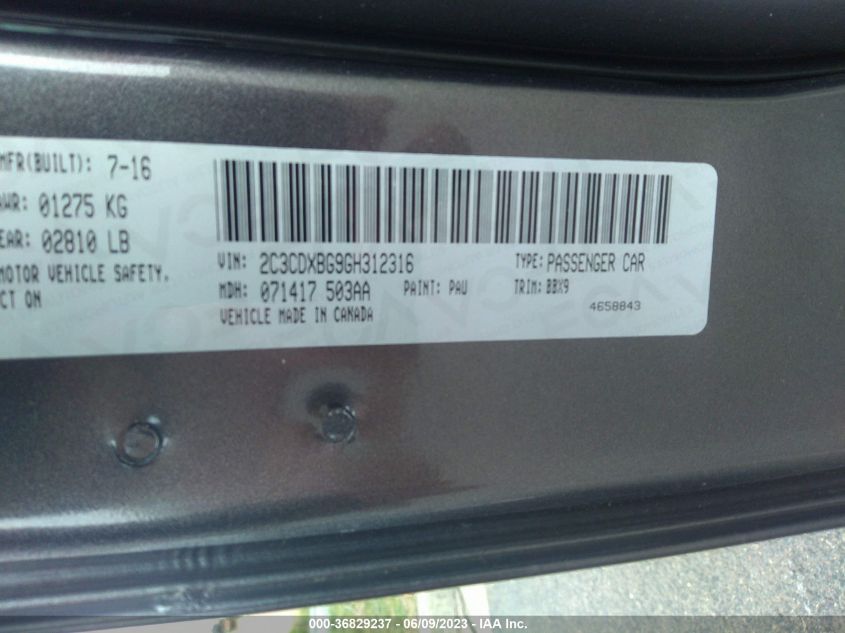 MFR(BUILT): 7-16
AWR: 01275 KG
EAR: 02810 LB
MOTOR VEHICLE SAFETY.
CT ON
VIN: 2C3CDXBG9GH312316 TYPE: PASSENGER CAR
MDH: 071417 503AA PAINT: PAU TRIM: BBX9
VEHICLE MADE IN CANADA 4658843
000-36829237 - 06/09/2023 - IAA Inc.